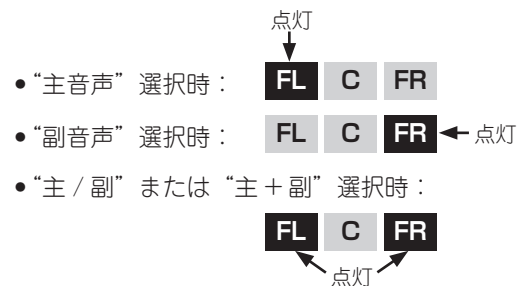 点灯
•“主音声”選択時： FL C FR
•“副音声”選択時： FL C FR 点灯
•“主／副”または“主＋副”選択時：
FL C FR
点灯